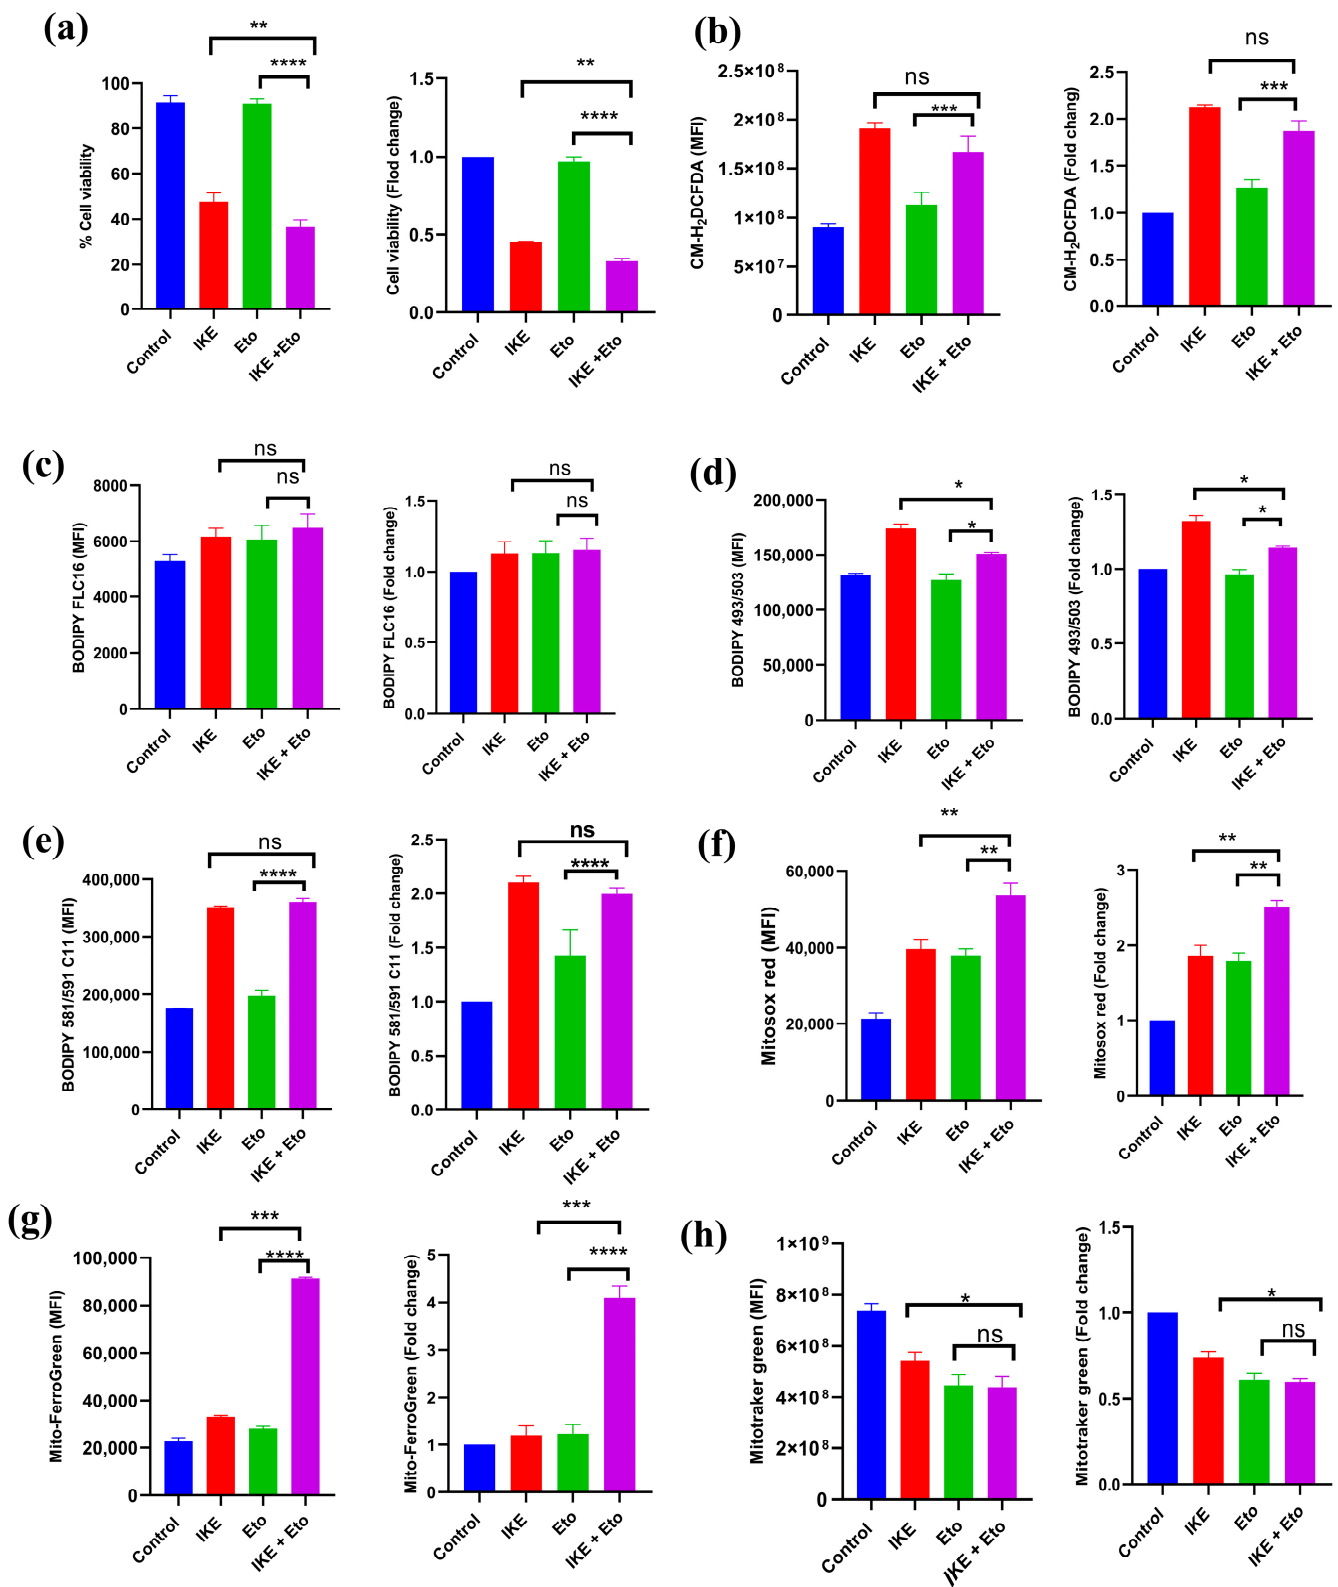 (a)
**
****
% Cell viability
100
80
60
40
20
0
Control
IKE
Eto
IKE +Eto
**
****
Cell viability (Flod change)
1.5
1.0
0.5
0.0
Control
IKE
Eto
IKE +Eto
(b)
ns
***
CM-H₂DCFDA (MFI)
2.5×10⁸
2×10⁸
1.5×10⁸
1×10⁸
5×10⁷
0
Control
IKE
Eto
IKE + Eto
ns
***
CM-H₂DCFDA (Fold chang)
2.5
2.0
1.5
1.0
0.5
0.0
Control
IKE
Eto
IKE + Eto
(c)
ns
ns
BODIPY FLC16 (MFI)
8000
6000
4000
2000
0
Control
IKE
Eto
IKE + Eto
ns
ns
BODIPY FLC16 (Fold change)
1.5
1.0
0.5
0.0
Control
IKE
Eto
IKE + Eto
(d)
*
*
BODIPY 493/503 (MFI)
200,000
150,000
100,000
50,000
0
Control
IKE
Eto
IKE + Eto
*
*
BODIPY 493/503 (Fold change)
1.5
1.0
0.5
0.0
Control
IKE
Eto
IKE + Eto
(e)
ns
****
BODIPY 581/591 C11 (MFI)
400,000
300,000
200,000
100,000
0
Control
IKE
Eto
IKE + Eto
ns
****
BODIPY 581/591 C11 (Fold change)
2.5
2.0
1.5
1.0
0.5
0.0
Control
IKE
Eto
IKE + Eto
(f)
**
**
Mitosox red (MFI)
60,000
40,000
20,000
0
Control
IKE
Eto
IKE + Eto
**
**
Mitosox red (Fold change)
3
2
1
0
Control
IKE
Eto
IKE + Eto
(g)
***
****
Mito-FerroGreen (MFI)
100,000
80,000
60,000
40,000
20,000
0
Control
IKE
Eto
IKE + Eto
***
****
Mito-FerroGreen (Fold change)
5
4
3
2
1
0
Control
IKE
Eto
IKE + Eto
(h)
*
ns
Mitotraker green (MFI)
1×10⁹
8×10⁸
6×10⁸
4×10⁸
2×10⁸
0
Control
IKE
Eto
IKE + Eto
*
ns
Mitotraker green (Fold change)
1.5
1.0
0.5
0.0
Control
IKE
Eto
IKE + Eto